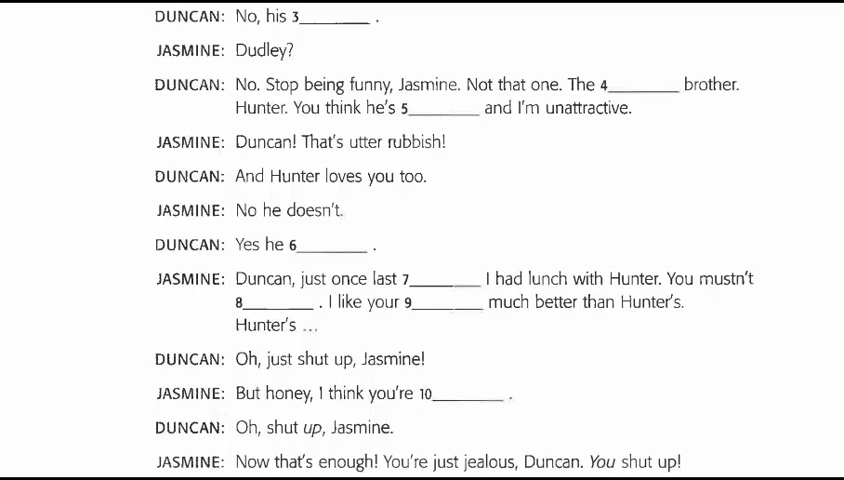 DUNCAN: No, his 3________ .
JASMINE: Dudley?
DUNCAN: No. Stop being funny, Jasmine. Not that one. The 4________ brother.
Hunter. You think he's 5________ and I'm unattractive.
JASMINE: Duncan! That's utter rubbish!
DUNCAN: And Hunter loves you too.
JASMINE: No he doesn't.
DUNCAN: Yes he 6________ .
JASMINE: Duncan, just once last 7________ I had lunch with Hunter. You mustn't
8________ . I like your 9________ much better than Hunter's.
Hunter's ...
DUNCAN: Oh, just shut up, Jasmine!
JASMINE: But honey, I think you're 10________ .
DUNCAN: Oh, shut up, Jasmine.
JASMINE: Now that's enough! You're just jealous, Duncan. You shut up!